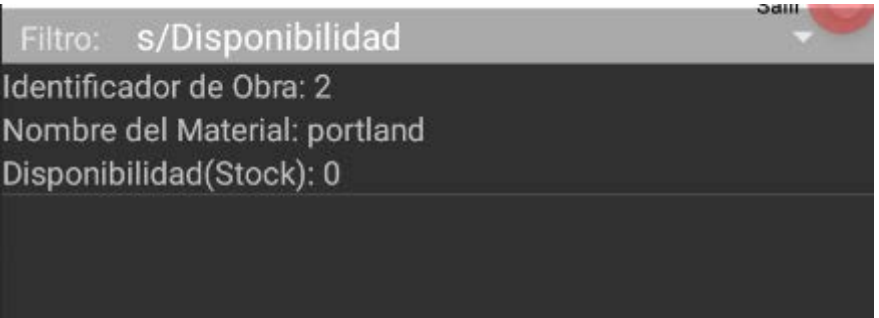 Filtro: s/Disponibilidad
Identificador de Obra: 2
Nombre del Material: portland
Disponibilidad(Stock): 0